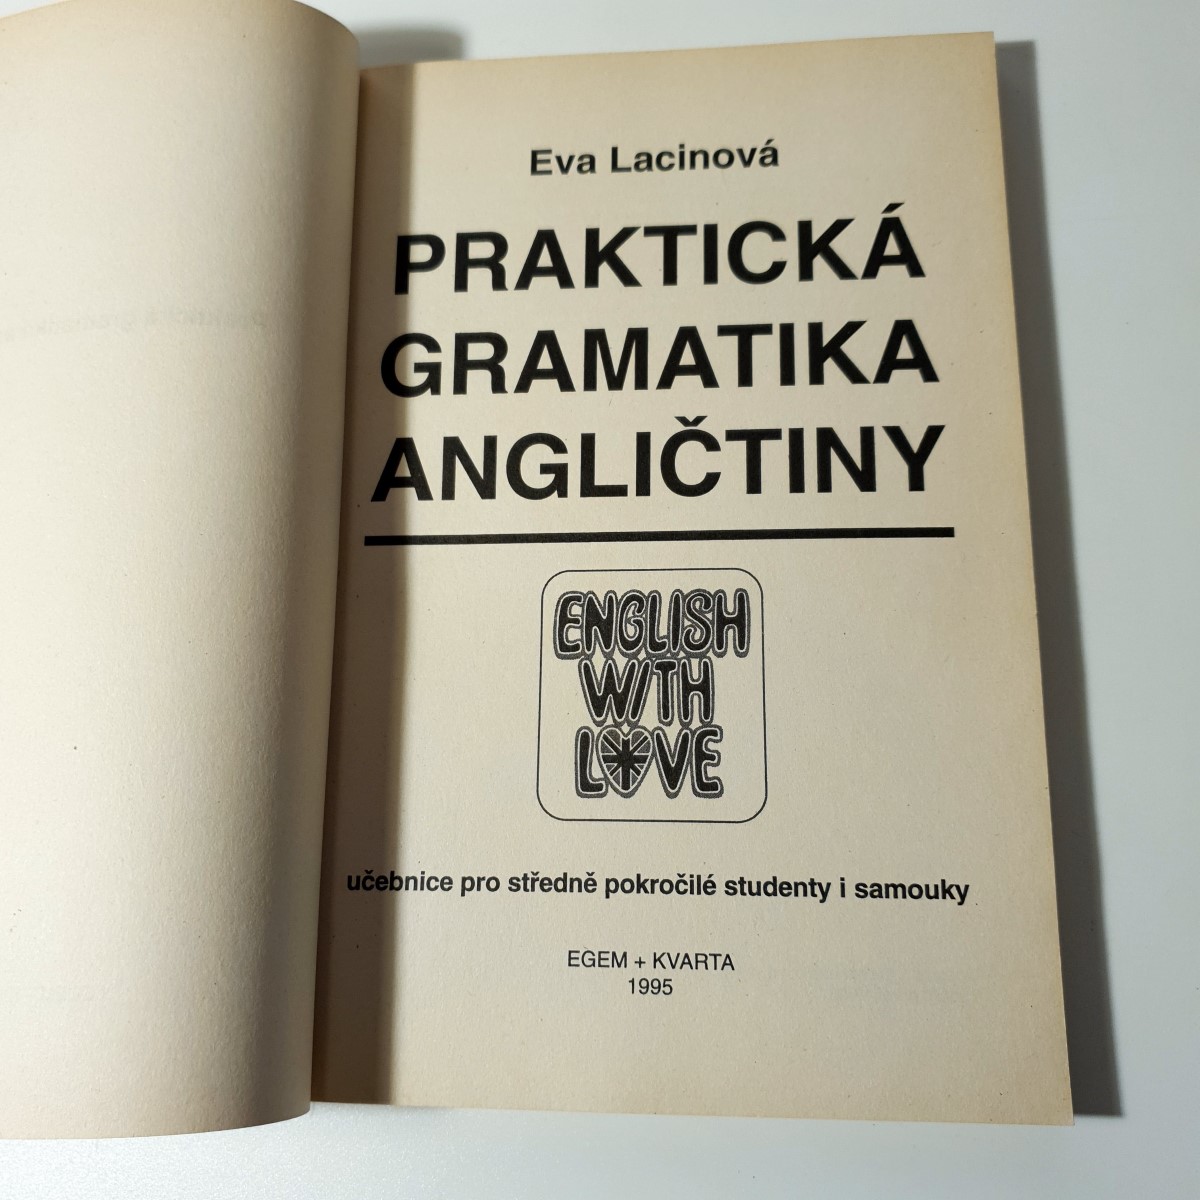 Eva Lacinová
PRAKTICKÁ
GRAMATIKA
ANGLIČTINY
ENGLISH
WITH
LOVE
učebnice pro středně pokročilé studenty i samouky
EGEM + KVARTA
1995